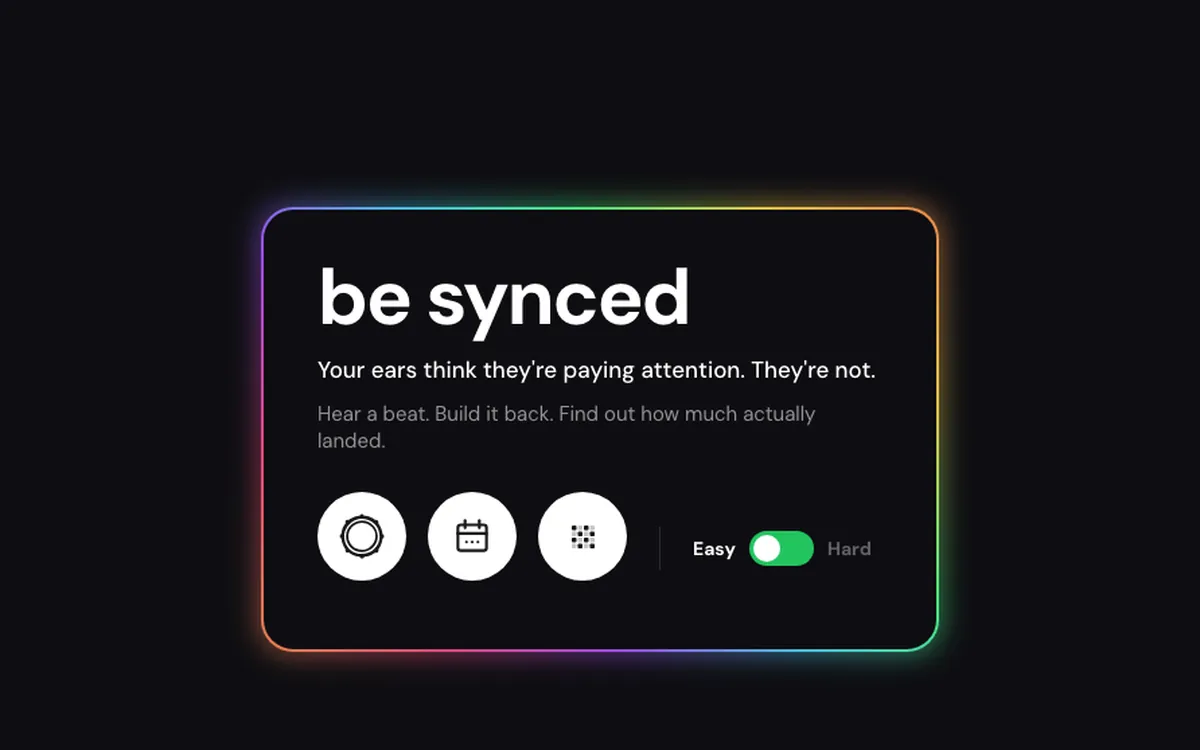 be synced
Your ears think they're paying attention. They're not.
Hear a beat. Build it back. Find out how much actually
landed.
Easy Hard